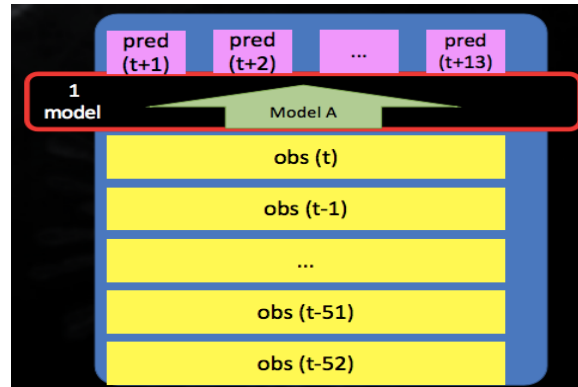 pred pred ... pred
(t+1) (t+2) (t+13)
1
model
Model A
obs (t)
obs (t-1)
...
obs (t-51)
obs (t-52)